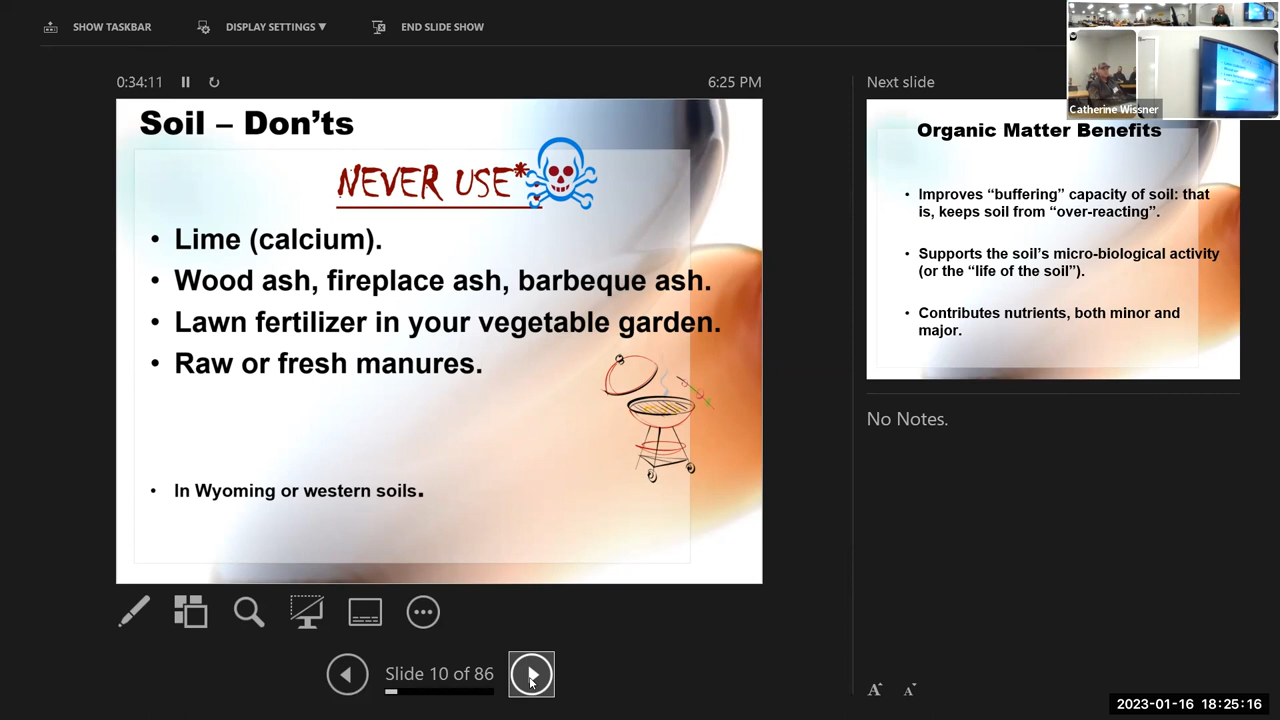 SHOW TASKBAR
DISPLAY SETTINGS ▼
END SLIDE SHOW
0:34:11
6:25 PM
Soil – Don'ts
NEVER USE*:
• Lime (calcium).
• Wood ash, fireplace ash, barbeque ash.
• Lawn fertilizer in your vegetable garden.
• Raw or fresh manures.
• In Wyoming or western soils.
Slide 10 of 86
Next slide
Catherine Wissner
Organic Matter Benefits
• Improves “buffering” capacity of soil: that
is, keeps soil from “over-reacting”.
• Supports the soil’s micro-biological activity
(or the “life of the soil”).
• Contributes nutrients, both minor and
major.
No Notes.
A A
2023-01-16 18:25:16